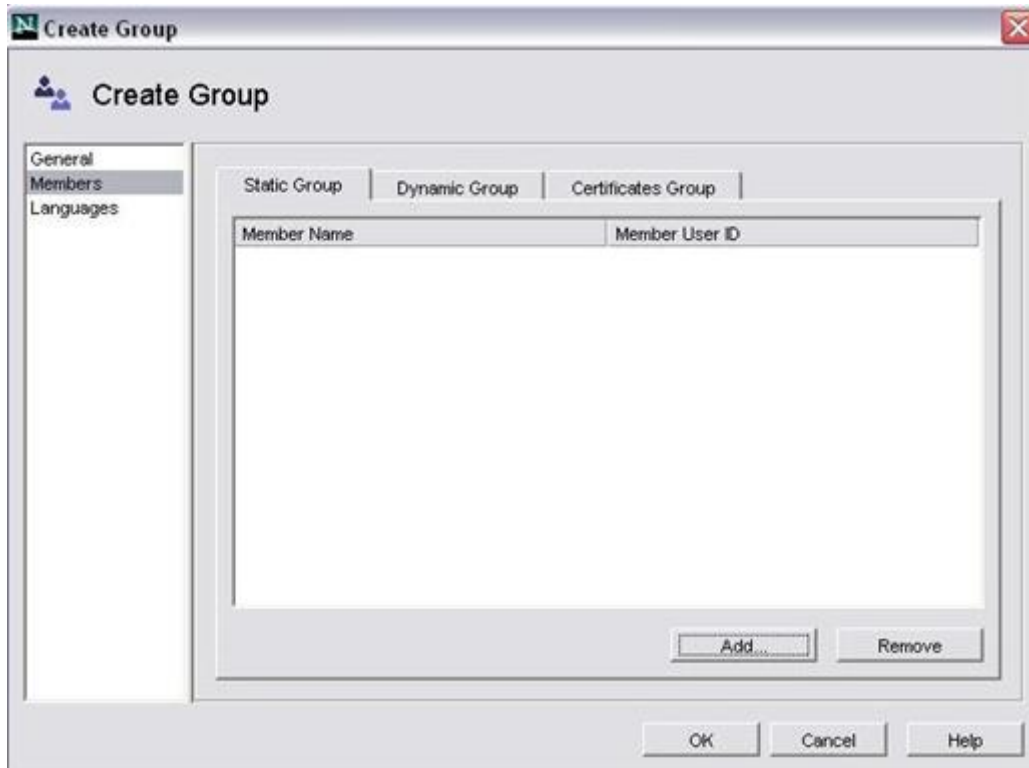 N Create Group
Create Group
General
Members
Languages
Static Group
Dynamic Group
Certificates Group
Member Name
Member User ID
Add...
Remove
OK
Cancel
Help